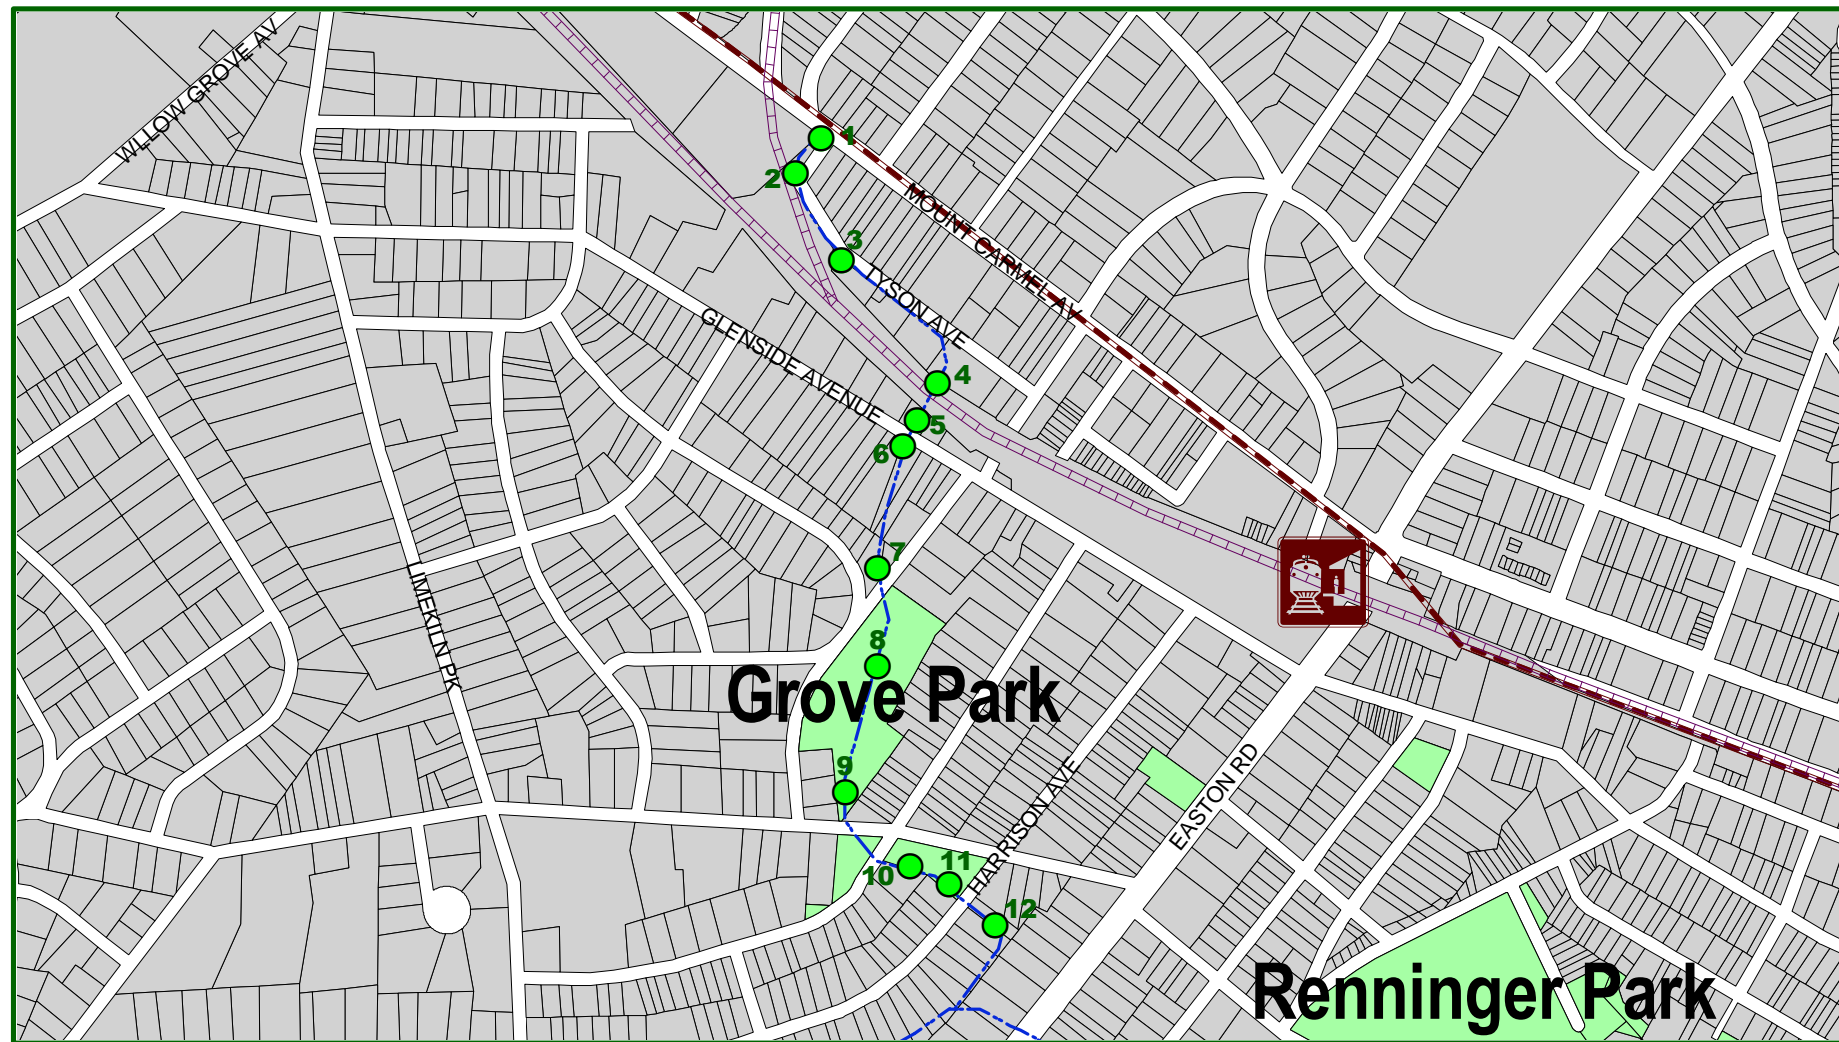 WLLOW GROVE AV
1
2
MOUNT CARMEL AV
3
TYSON AVE
GLENSIDE AVENUE
4
5
6
7
LIMEKILN PK
8
Grove Park
9
HARRISON AVE
EASTON RD
10
11
12
Renninger Park